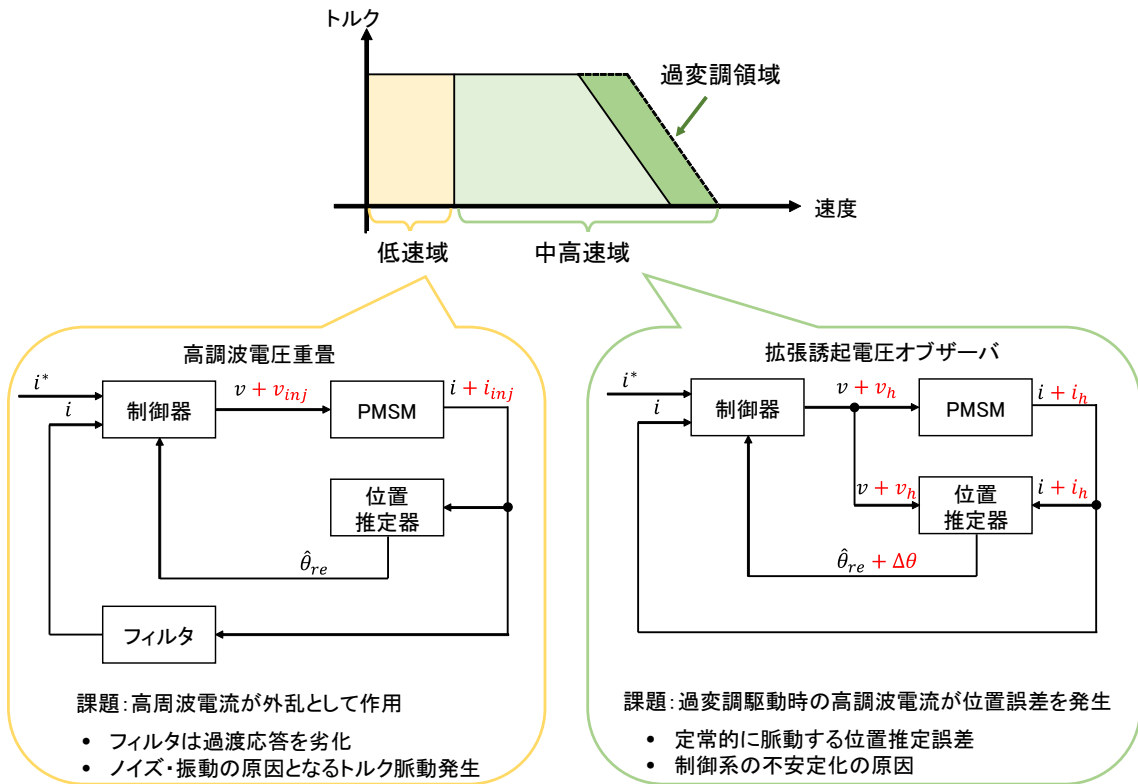 トルク
過変調領域
速度
低速域
中高速域
高調波電圧重畳
i*
i
制御器
v + v_inj
PMSM
i + i_inj
位置
推定器
θ̂_re
フィルタ
課題：高周波電流が外乱として作用
• フィルタは過渡応答を劣化
• ノイズ・振動の原因となるトルク脈動発生
拡張誘起電圧オブザーバ
i*
i
制御器
v + v_h
PMSM
i + i_h
v + v_h
位置
推定器
i + i_h
θ̂_re + Δθ
課題：過変調駆動時の高調波電流が位置誤差を発生
• 定常的に脈動する位置推定誤差
• 制御系の不安定化の原因